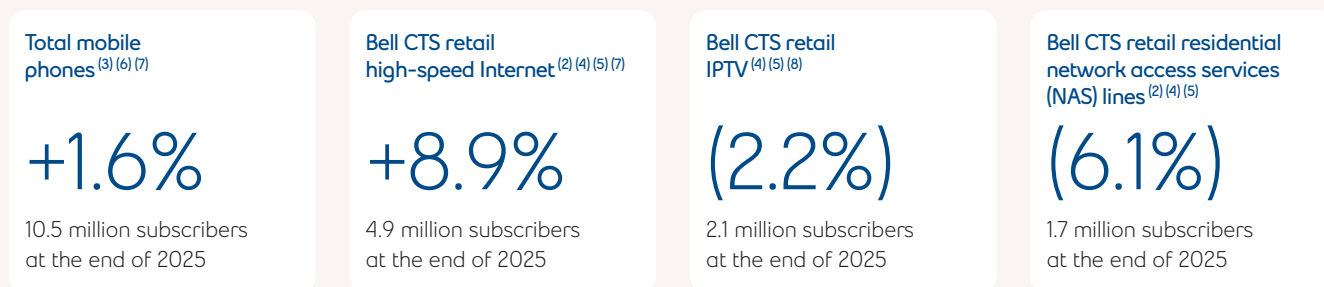 Total mobile
phones (3) (6) (7)
+1.6%
10.5 million subscribers
at the end of 2025
Bell CTS retail
high-speed Internet (2) (4) (5) (7)
+8.9%
4.9 million subscribers
at the end of 2025
Bell CTS retail
IPTV (4) (5) (8)
(2.2%)
2.1 million subscribers
at the end of 2025
Bell CTS retail residential
network access services
(NAS) lines (2) (4) (5)
(6.1%)
1.7 million subscribers
at the end of 2025